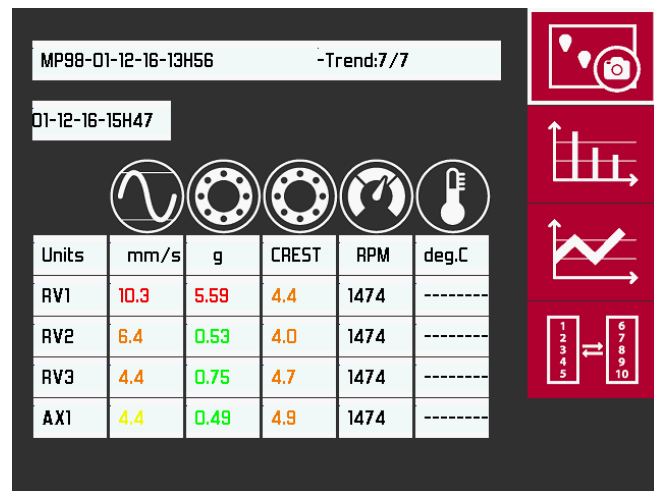 MP98-01-12-16-13H56 -Trend:7/7
01-12-16-15H47
Units mm/s g CREST RPM deg.C
RV1 10.3 5.59 4.4 1474 --------
RV2 6.4 0.53 4.0 1474 --------
RV3 4.4 0.75 4.7 1474 --------
AX1 4.4 0.49 4.9 1474 --------
1 6
2 7
3 8
4 9
5 10